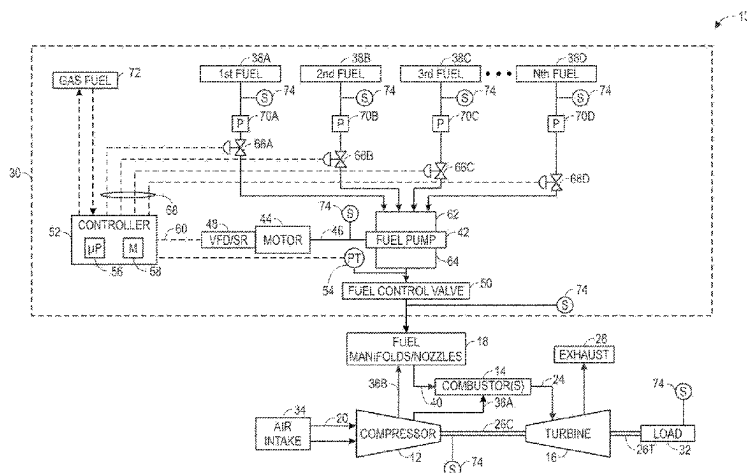 10
38A 38B 38C 38D
GAS FUEL 72 1st FUEL 2nd FUEL 3rd FUEL Nth FUEL
S 74 S 74 S 74 S 74
P 70A P 70B P 70C P 70D
66A 66B 66C 66D
30
68
CONTROLLER
52 60
µP M
56 58
48 VFD/SR
44 MOTOR
74 S
46
62
FUEL PUMP 42
64
PT
54
FUEL CONTROL VALVE 50
S 74
FUEL
MANIFOLDS/NOZZLES 18
EXHAUST 28
14
COMBUSTOR(S) 24
36B 40 36A
74 S
34
AIR
INTAKE
20
COMPRESSOR
12
26C
S 74
TURBINE
16
26T
LOAD
32